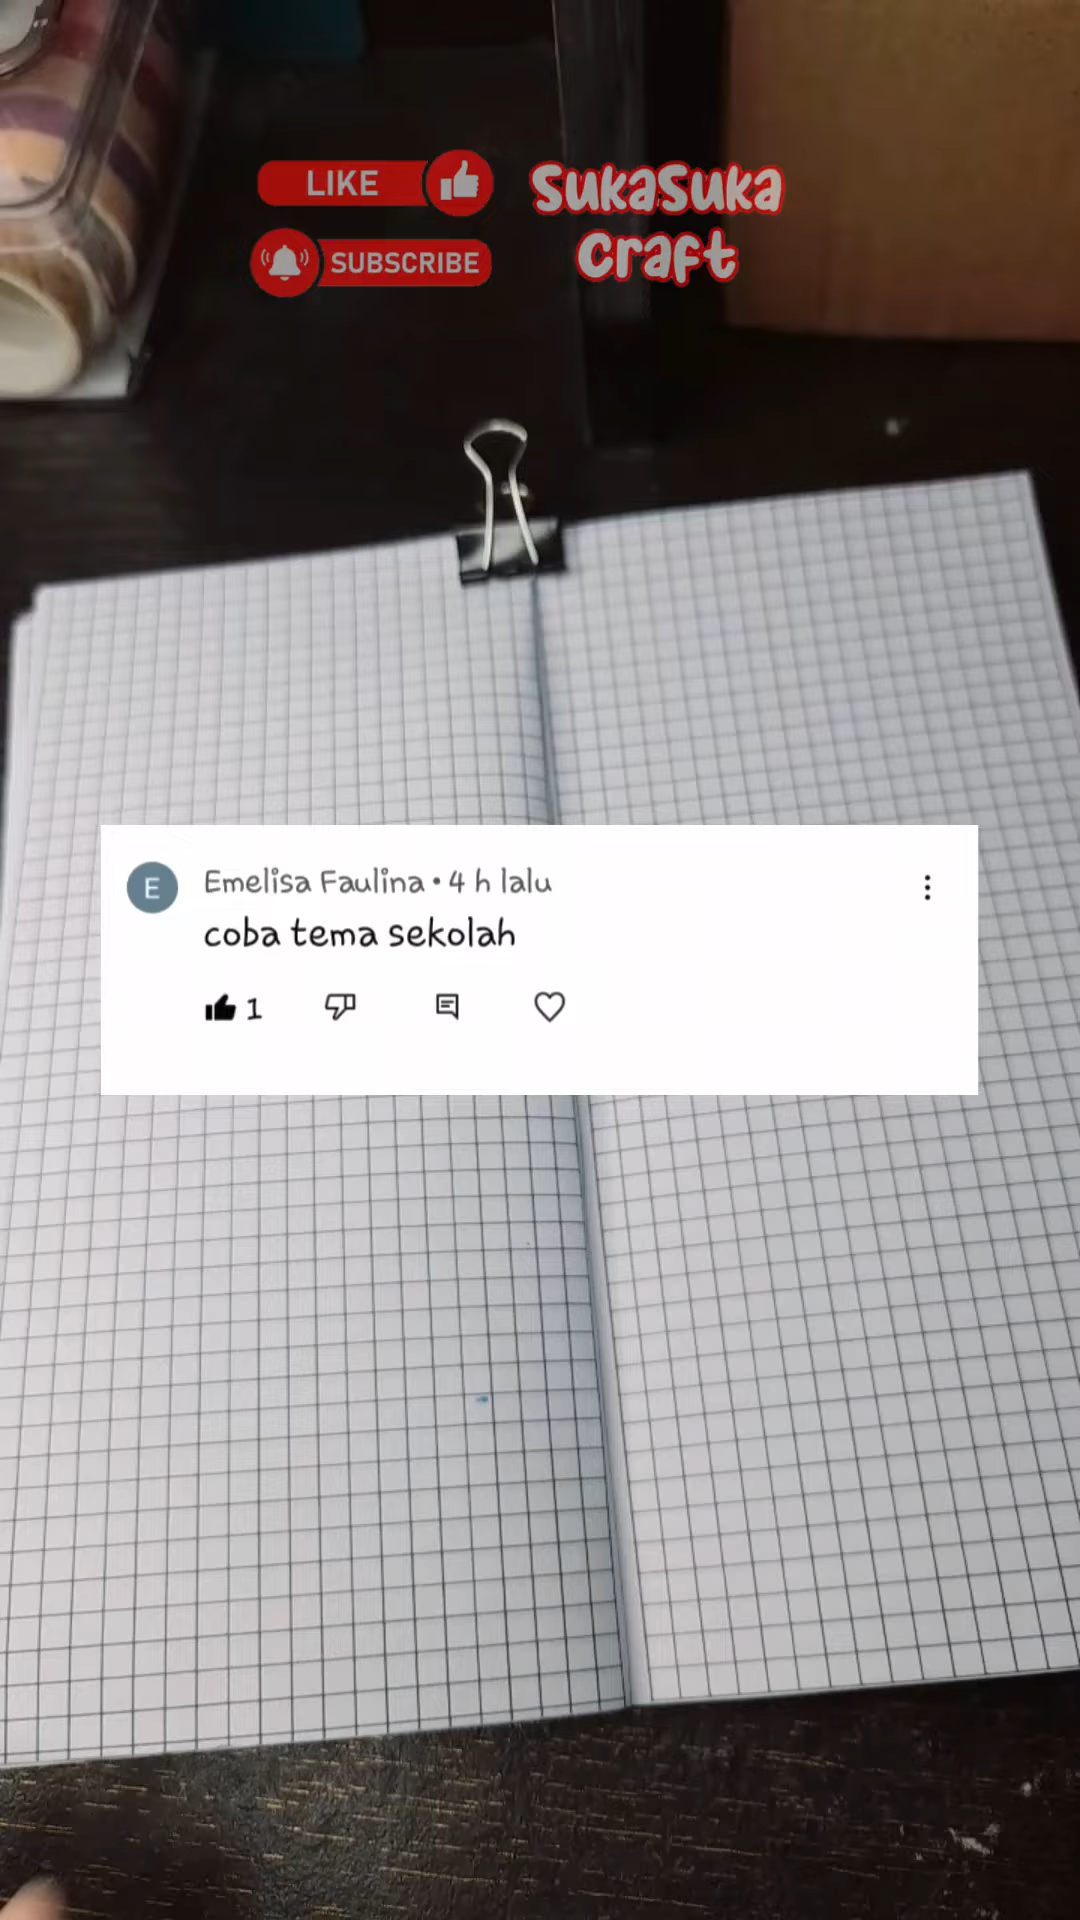 LIKE
SUBSCRIBE
SukaSuka
Craft
E
Emelisa Faulina • 4 h lalu
coba tema sekolah
1